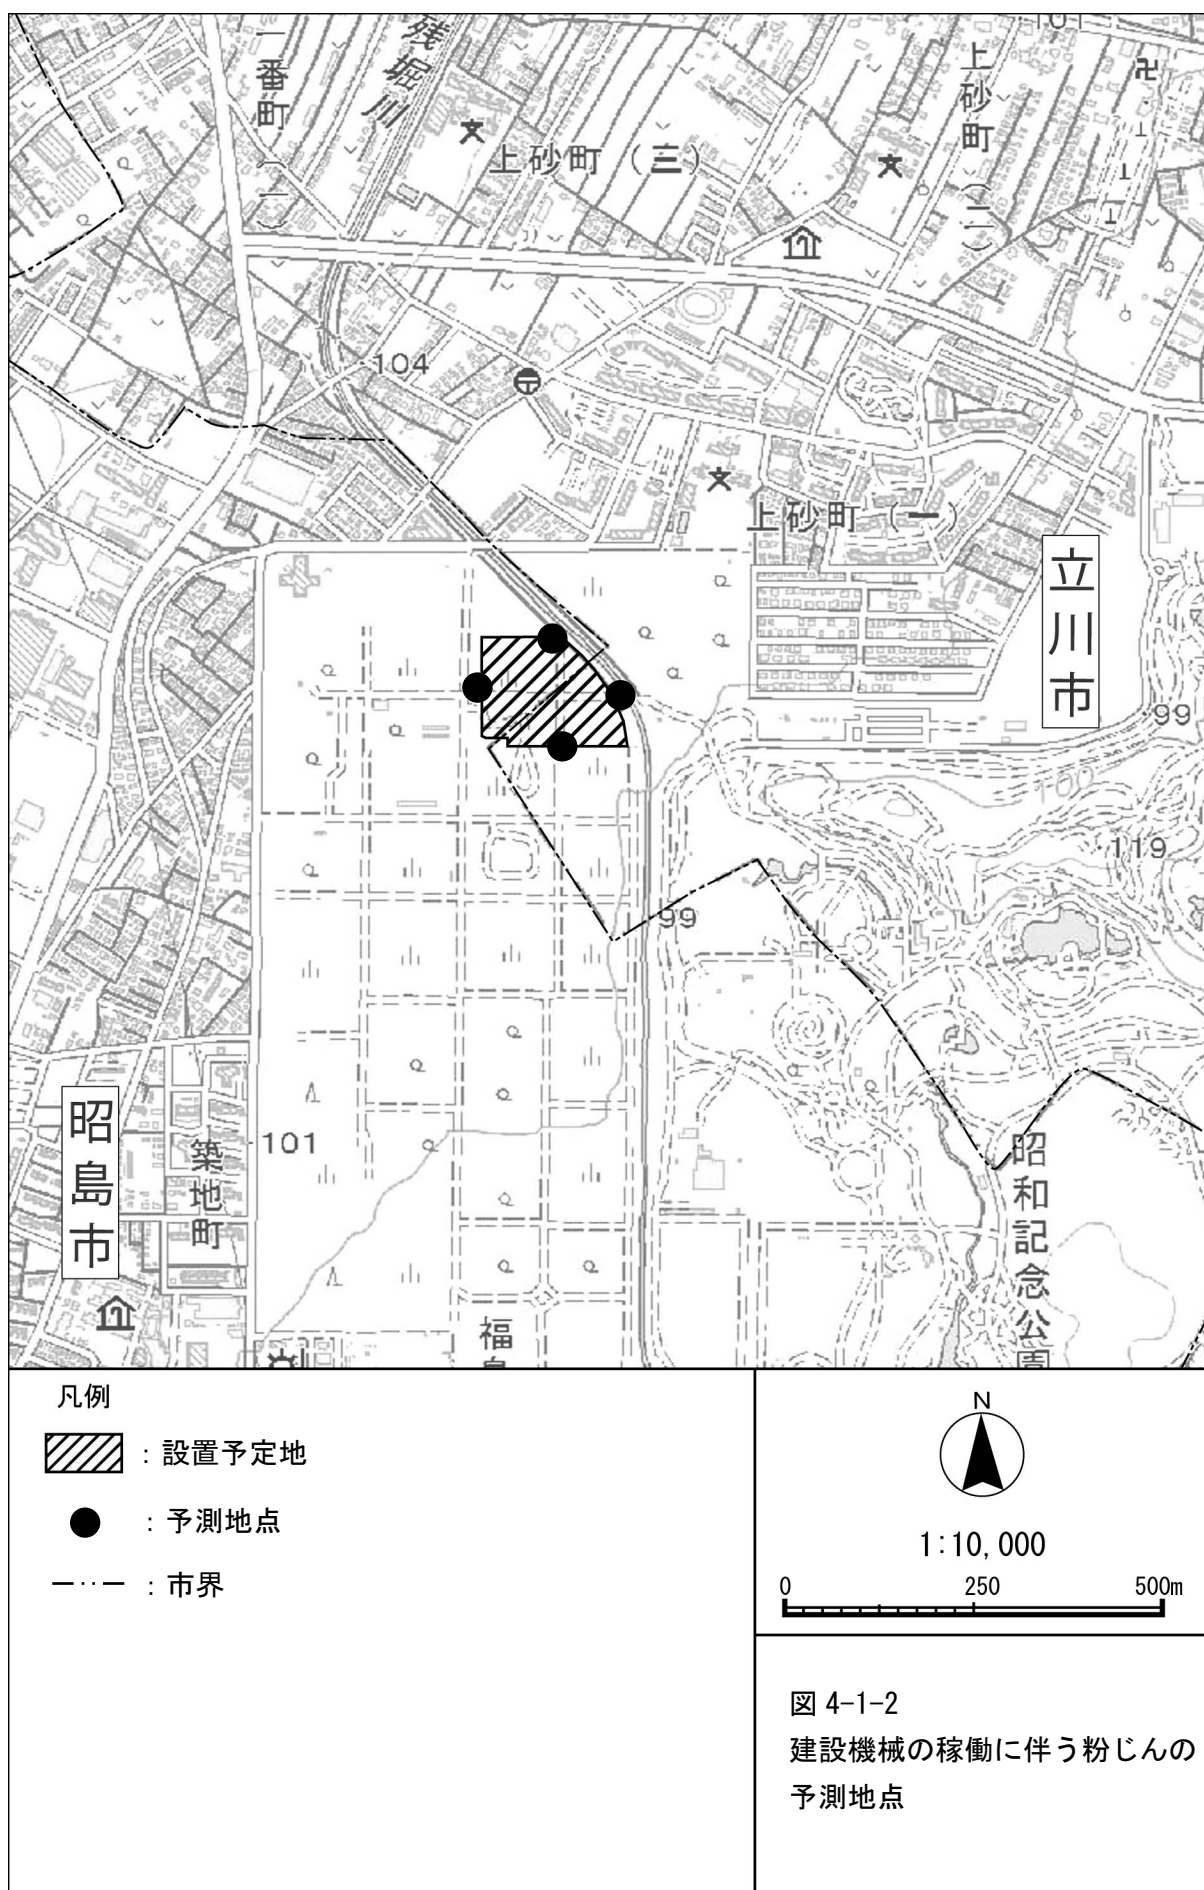 101
残堀川
一番町(一)
上砂町(三)
上砂町(二)
104
上砂町(一)
立川市
99
100
119
99
昭島市
築地町
101
昭和記念公園
福島
凡例
：設置予定地
：予測地点
：市界
N
1:10,000
0 250 500m
図 4-1-2
建設機械の稼働に伴う粉じんの
予測地点